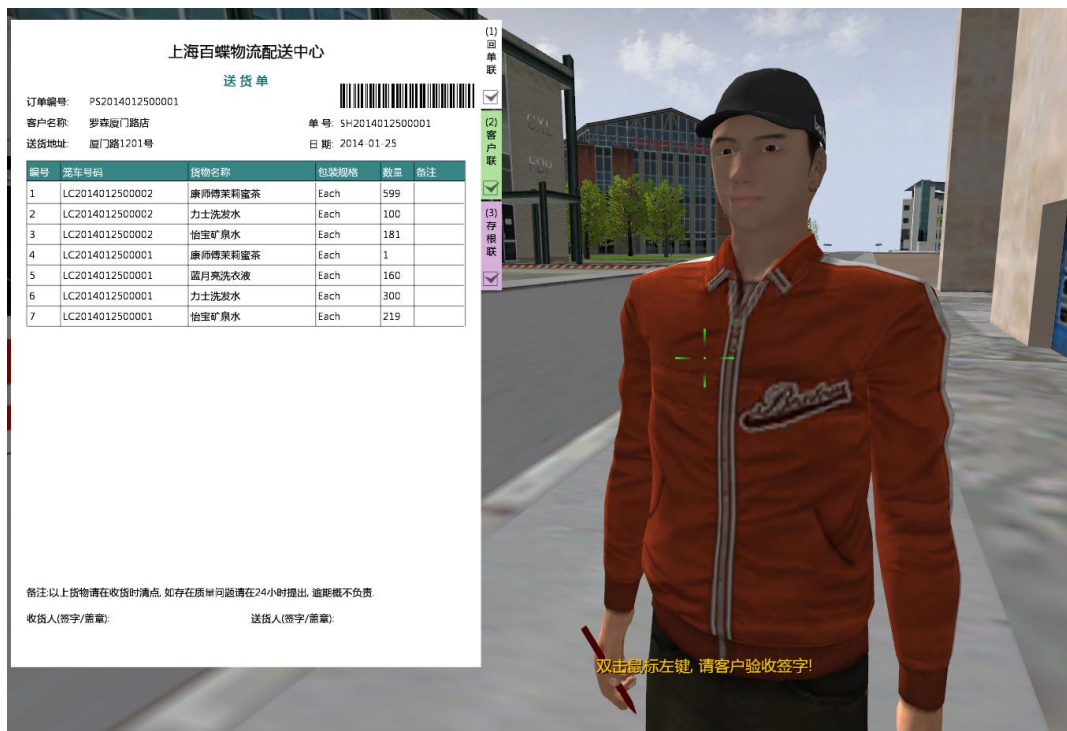 上海百蝶物流配送中心
送货单
订单编号: PS2014012500001
客户名称: 罗森厦门路店 单号: SH2014012500001
送货地址: 厦门路1201号 日期: 2014-01-25
编号 笼车号码 货物名称 包装规格 数量 备注
1 LC2014012500002 康师傅茉莉蜜茶 Each 599
2 LC2014012500002 力士洗发水 Each 100
3 LC2014012500002 怡宝矿泉水 Each 181
4 LC2014012500001 康师傅茉莉蜜茶 Each 1
5 LC2014012500001 蓝月亮洗衣液 Each 160
6 LC2014012500001 力士洗发水 Each 300
7 LC2014012500001 怡宝矿泉水 Each 219
备注:以上货物请在收货时清点, 如存在质量问题请在24小时提出, 逾期概不负责.
收货人(签字/盖章): 送货人(签字/盖章):
(1)回单联
(2)客户联
(3)存根联
双击鼠标左键, 请客户验收签字!